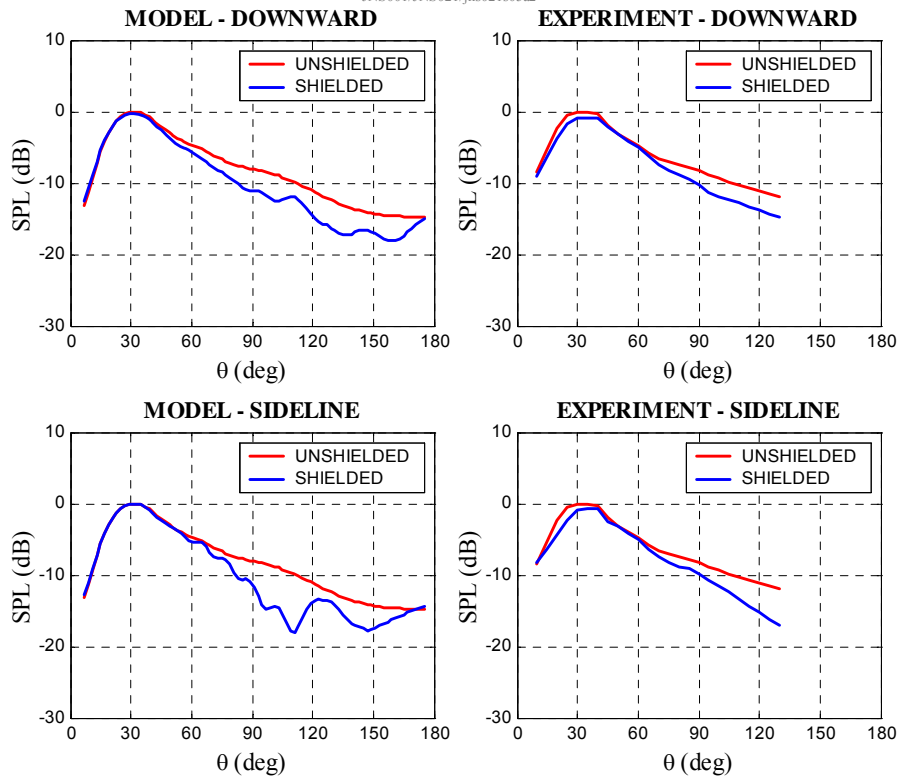 MODEL - DOWNWARD
EXPERIMENT - DOWNWARD
10
0
-10
-20
-30
SPL (dB)
UNSHIELDED
SHIELDED
0 30 60 90 120 150 180
θ (deg)
10
0
-10
-20
-30
SPL (dB)
UNSHIELDED
SHIELDED
0 30 60 90 120 150 180
θ (deg)
MODEL - SIDELINE
EXPERIMENT - SIDELINE
10
0
-10
-20
-30
SPL (dB)
UNSHIELDED
SHIELDED
0 30 60 90 120 150 180
θ (deg)
10
0
-10
-20
-30
SPL (dB)
UNSHIELDED
SHIELDED
0 30 60 90 120 150 180
θ (deg)